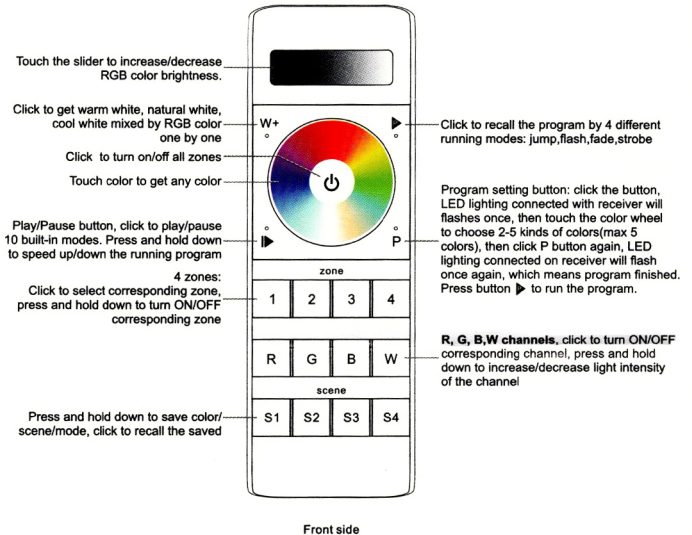 Touch the slider to increase/decrease
RGB color brightness.
Click to get warm white, natural white,
cool white mixed by RGB color
one by one
Click to turn on/off all zones
Touch color to get any color
Play/Pause button, click to play/pause
10 built-in modes. Press and hold down
to speed up/down the running program
4 zones:
Click to select corresponding zone,
press and hold down to turn ON/OFF
corresponding zone
Press and hold down to save color/
scene/mode, click to recall the saved
W+
P
zone
1 2 3 4
R G B W
scene
S1 S2 S3 S4
Click to recall the program by 4 different
running modes: jump,flash,fade,strobe
Program setting button: click the button,
LED lighting connected with receiver will
flashes once, then touch the color wheel
to choose 2-5 kinds of colors(max 5
colors), then click P button again, LED
lighting connected on receiver will flash
once again, which means program finished.
Press button to run the program.
R, G, B,W channels, click to turn ON/OFF
corresponding channel, press and hold
down to increase/decrease light intensity
of the channel
Front side